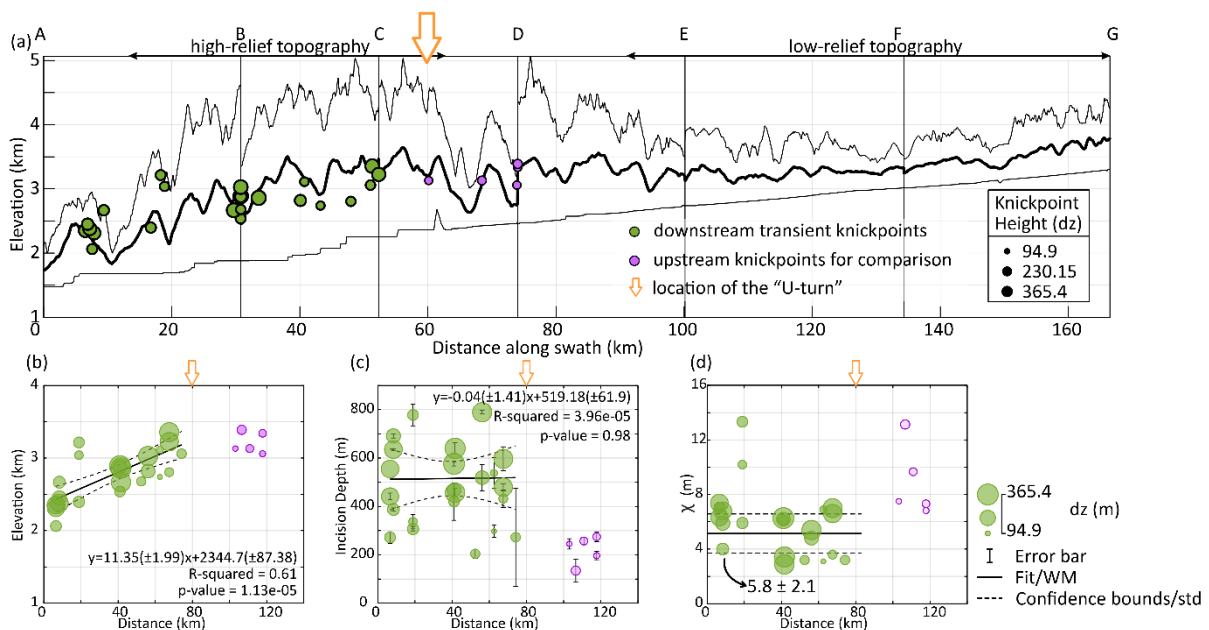 A B C D E F G
(a) high-relief topography low-relief topography
Elevation (km)
5
4
3
2
1
downstream transient knickpoints
upstream knickpoints for comparison
location of the "U-turn"
Knickpoint
Height (dz)
94.9
230.15
365.4
0 20 40 60 80 100 120 140 160
Distance along swath (km)
(b)
Elevation (km)
4
3
2
1
y=11.35(±1.99)x+2344.7(±87.38)
R-squared = 0.61
p-value = 1.13e-05
0 40 80 120
Distance (km)
(c)
Incision Depth (m)
800
600
400
200
0
y=-0.04(±1.41)x+519.18(±61.9)
R-squared = 3.96e-05
p-value = 0.98
0 40 80 120
Distance (km)
(d)
χ (m)
16
12
8
4
0
5.8 ± 2.1
0 40 80 120
Distance (km)
365.4
dz (m)
94.9
Error bar
Fit/WM
Confidence bounds/std